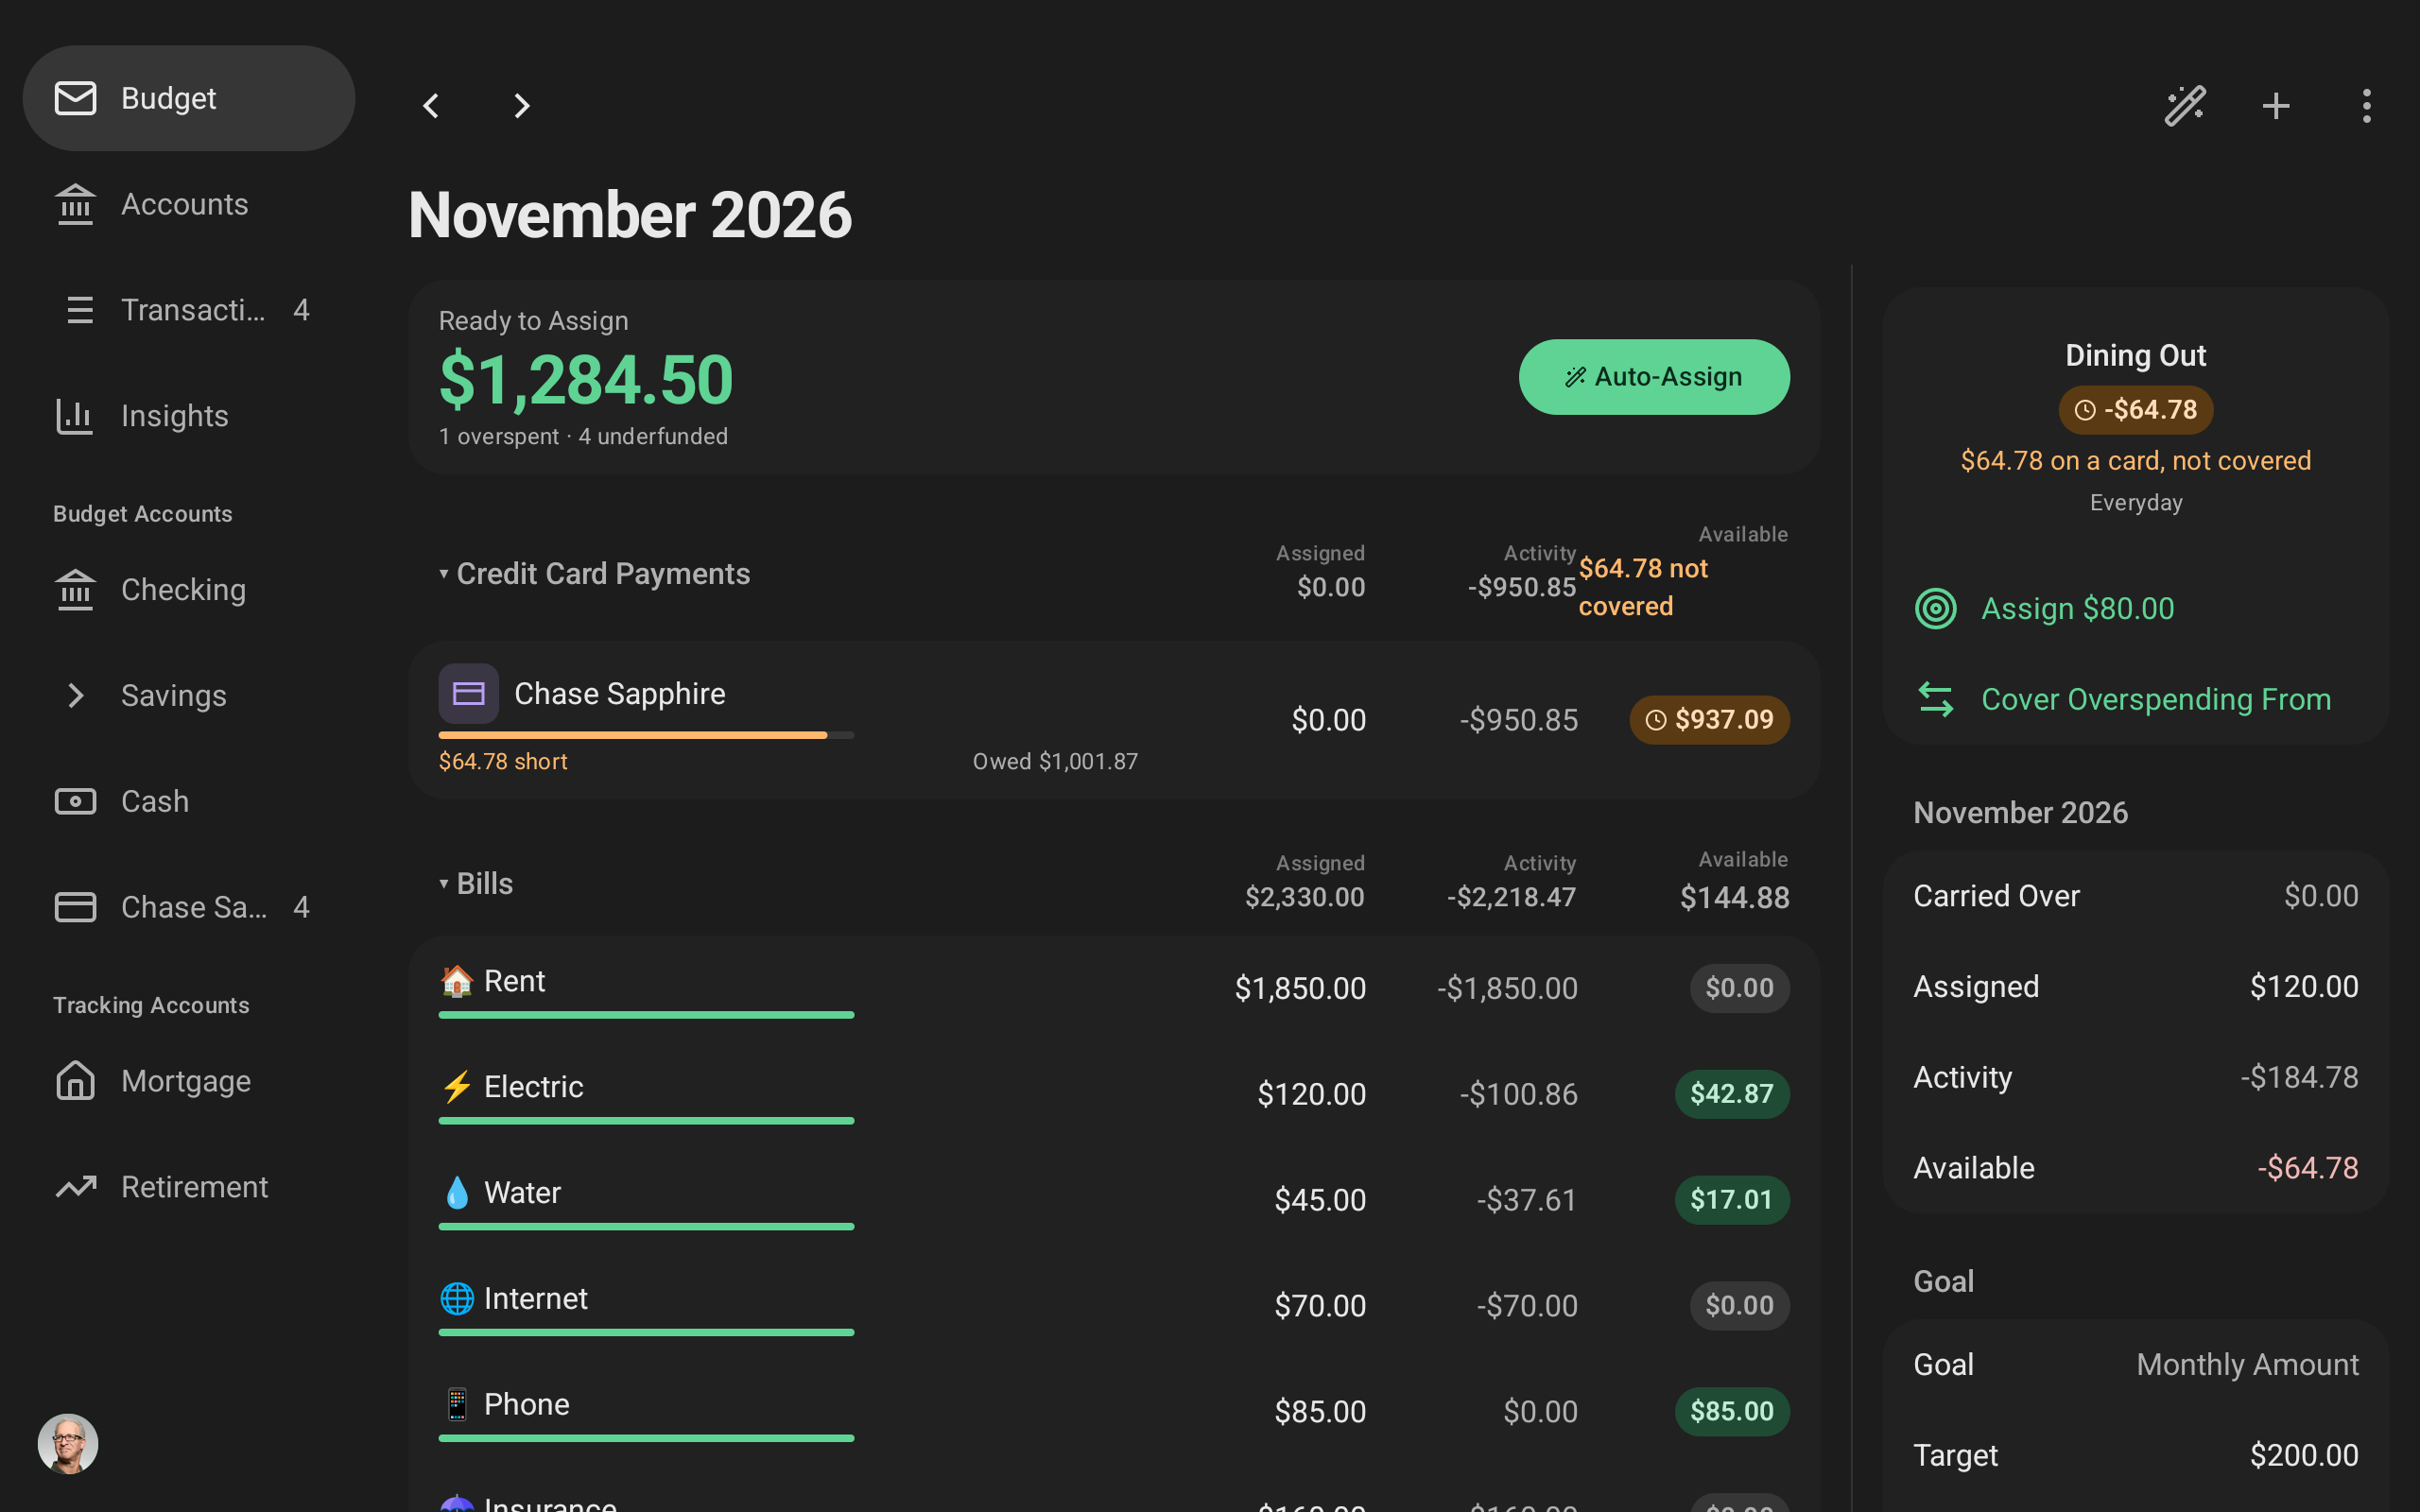 Budget
Accounts
Transacti... 4
Insights
Budget Accounts
Checking
Savings
Cash
Chase Sa... 4
Tracking Accounts
Mortgage
Retirement
November 2026
Ready to Assign
$1,284.50
1 overspent · 4 underfunded
Auto-Assign
Credit Card Payments
Assigned
$0.00
Activity
-$950.85
Available
$64.78 not
covered
Chase Sapphire
$0.00
-$950.85
$937.09
$64.78 short
Owed $1,001.87
Bills
Assigned
$2,330.00
Activity
-$2,218.47
Available
$144.88
Rent $1,850.00 -$1,850.00 $0.00
Electric $120.00 -$100.86 $42.87
Water $45.00 -$37.61 $17.01
Internet $70.00 -$70.00 $0.00
Phone $85.00 $0.00 $85.00
Insurance
Dining Out
-$64.78
$64.78 on a card, not covered
Everyday
Assign $80.00
Cover Overspending From
November 2026
Carried Over $0.00
Assigned $120.00
Activity -$184.78
Available -$64.78
Goal
Goal Monthly Amount
Target $200.00